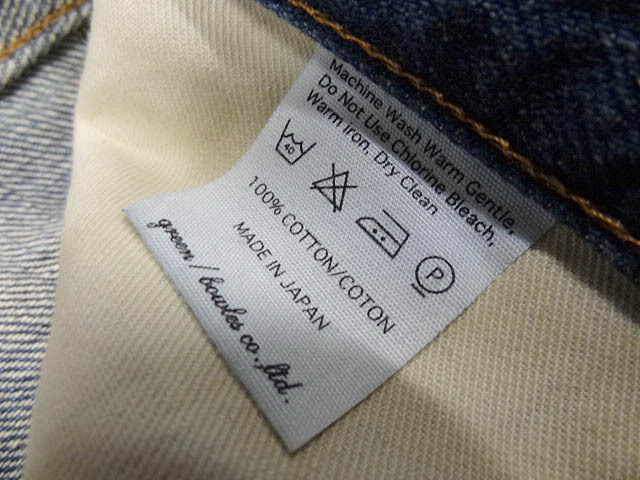 Machine Wash Warm Gentle,
Do Not Use Chlorine Bleach,
Warm Iron. Dry Clean
40 P
100% COTTON/COTON
MADE IN JAPAN
green/bowles co.,ltd.